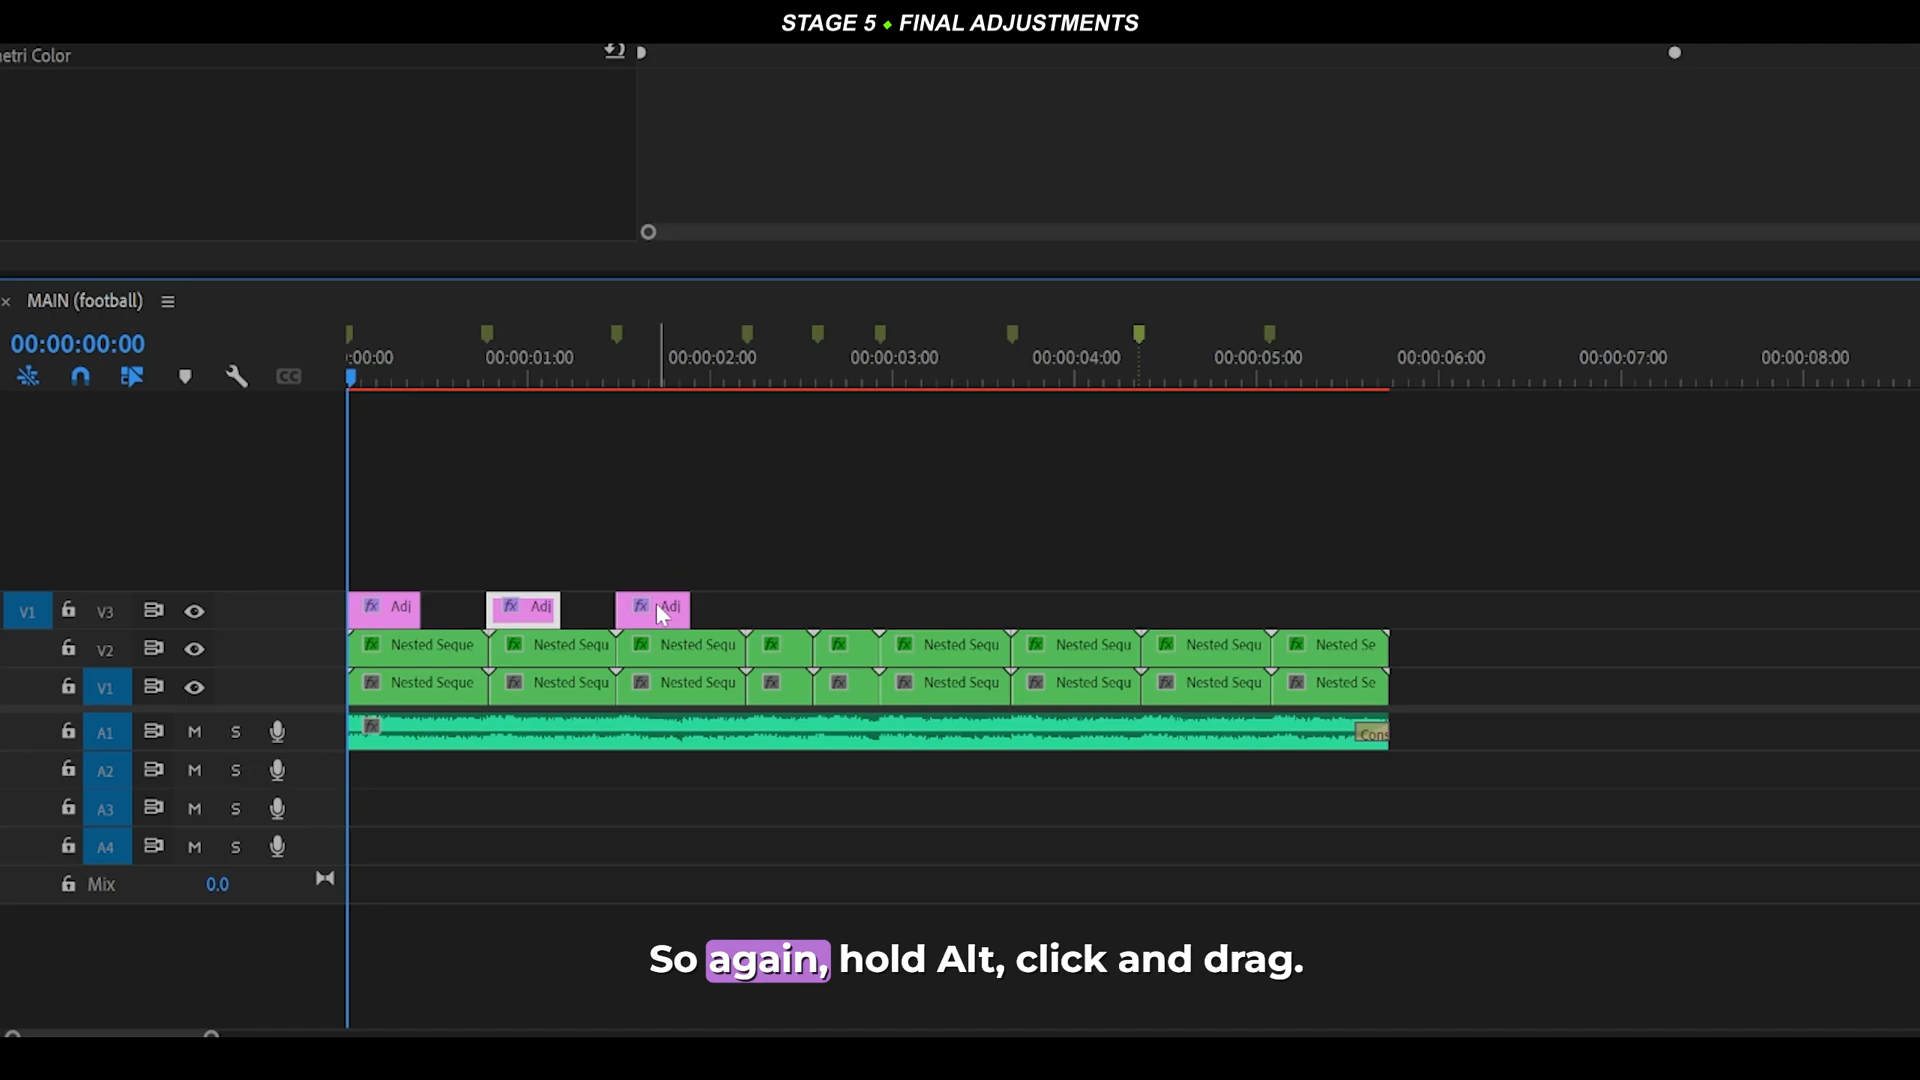 STAGE 5 ⬥ FINAL ADJUSTMENTS
etri Color
× MAIN (football)
00:00:00:00
:00:00 00:00:01:00 00:00:02:00 00:00:03:00 00:00:04:00 00:00:05:00 00:00:06:00 00:00:07:00 00:00:08:00
CC
V1 V3 fx Adj fx Adj fx Adj
V2 fx Nested Seque fx Nested Sequ fx Nested Sequ fx fx fx Nested Sequ fx Nested Sequ fx Nested Sequ fx Nested Se
V1 fx Nested Seque fx Nested Sequ fx Nested Sequ fx fx fx Nested Sequ fx Nested Sequ fx Nested Sequ fx Nested Se
A1 M S fx Cons
A2 M S
A3 M S
A4 M S
Mix 0.0
So again, hold Alt, click and drag.